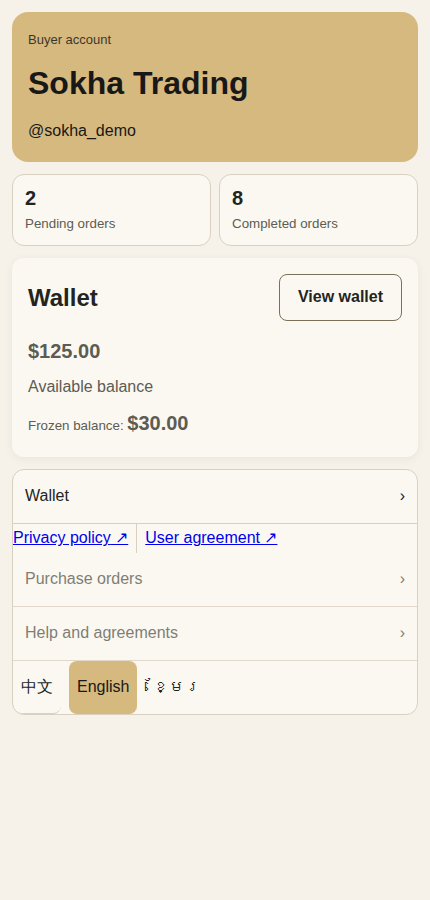 Buyer account
Sokha Trading
@sokha_demo
2
Pending orders
8
Completed orders
Wallet
View wallet
$125.00
Available balance
Frozen balance: $30.00
Wallet ›
Privacy policy ↗ User agreement ↗
Purchase orders ›
Help and agreements ›
中文 English ខ្មែរ